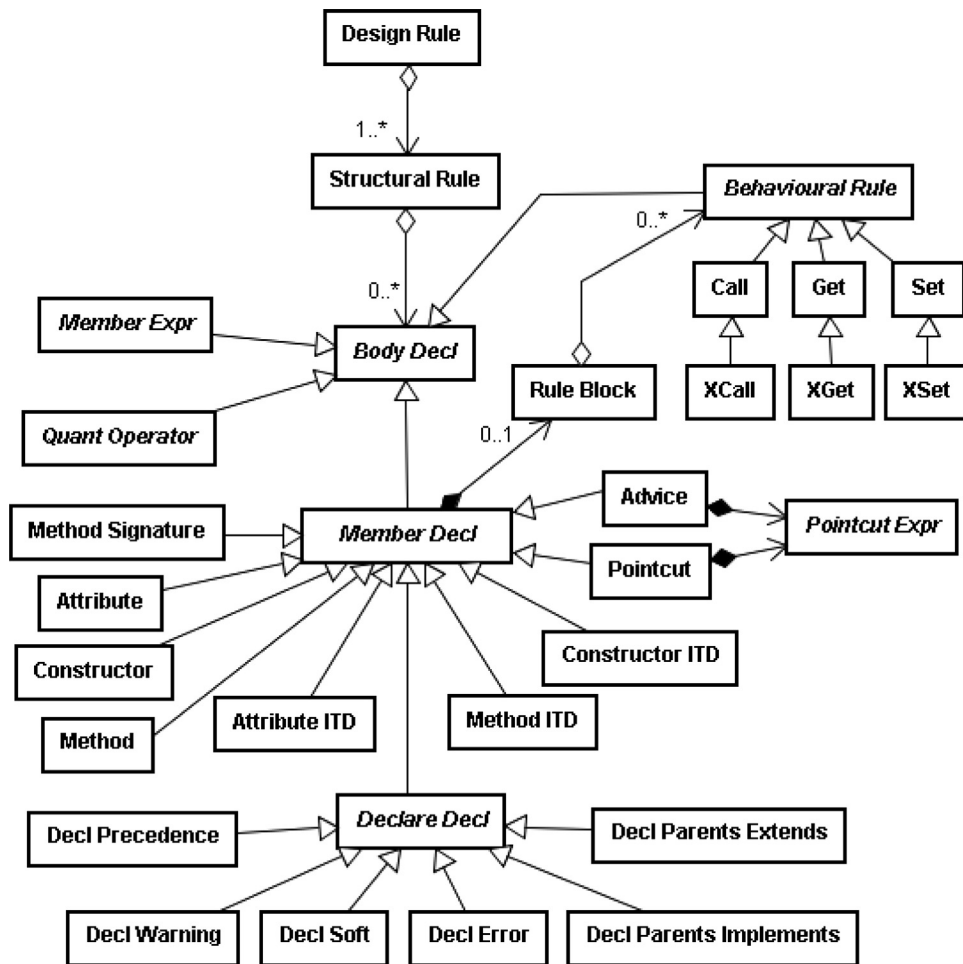 Design Rule
1..*
Structural Rule
Behavioural Rule
0..*
Call
Get
Set
0..*
Member Expr
Body Decl
Rule Block
XCall
XGet
XSet
Quant Operator
0..1
Advice
Method Signature
Member Decl
Pointcut Expr
Pointcut
Attribute
Constructor
Constructor ITD
Attribute ITD
Method ITD
Method
Decl Precedence
Declare Decl
Decl Parents Extends
Decl Warning
Decl Soft
Decl Error
Decl Parents Implements